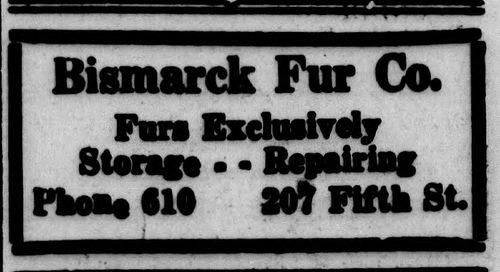 Bismarck Fur Co.
Furs Exclusively
Storage - - Repairing
Phone 610 207 Fifth St.